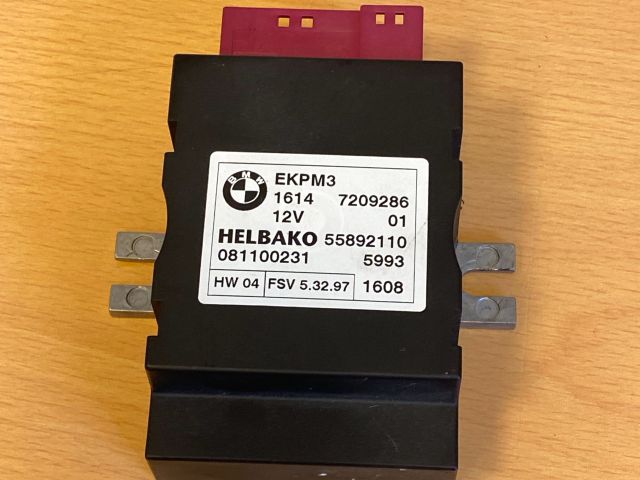 BMW
EKPM3
1614 7209286
12V 01
HELBAKO 55892110
081100231 5993
HW 04 FSV 5.32.97 1608